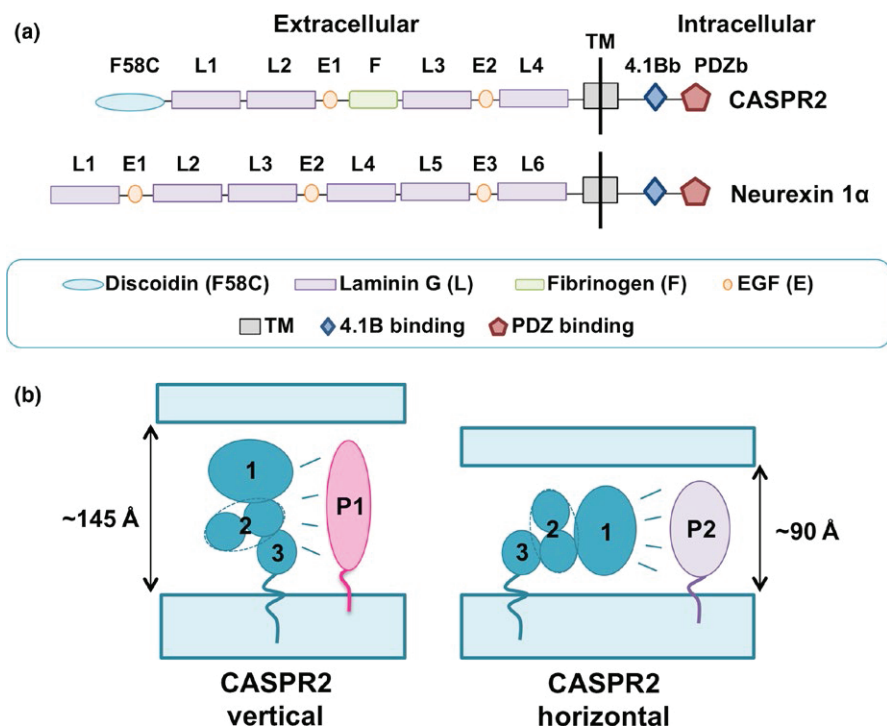 (a)
Extracellular Intracellular
TM
F58C L1 L2 E1 F L3 E2 L4 4.1Bb PDZb
CASPR2
L1 E1 L2 L3 E2 L4 L5 E3 L6
Neurexin 1α
Discoidin (F58C) Laminin G (L) Fibrinogen (F) EGF (E)
TM 4.1B binding PDZ binding
(b)
~145 Å
1
2
3
P1
CASPR2
vertical
3
2
1
P2
~90 Å
CASPR2
horizontal